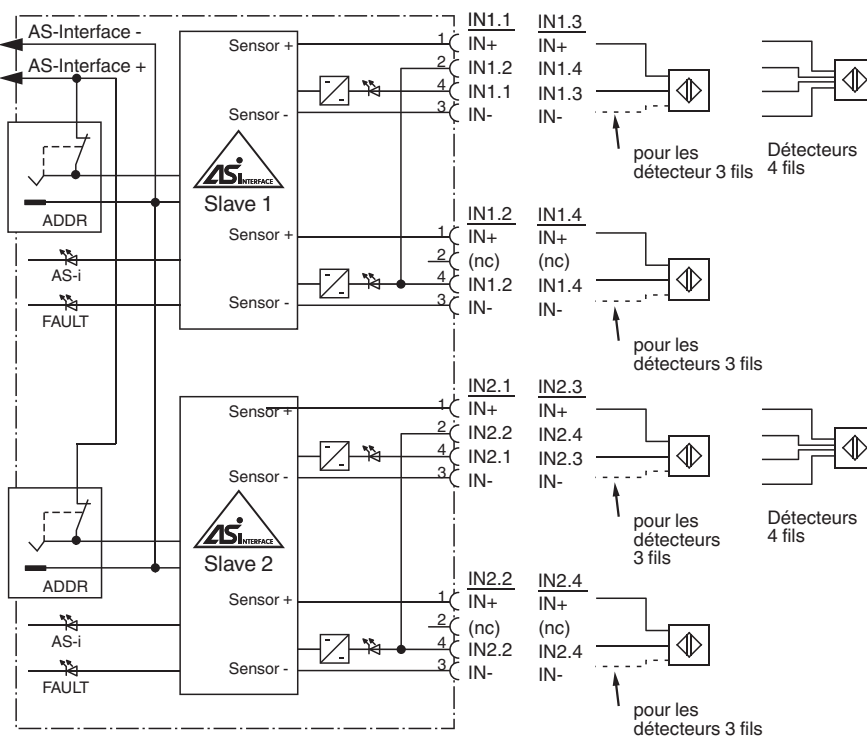 AS-Interface -
AS-Interface +
ADDR
AS-i
FAULT
Sensor +
Sensor -
ASi INTERFACE
Slave 1
Sensor +
Sensor -
IN1.1 IN1.3
1 IN+ IN+
2 IN1.2 IN1.4
4 IN1.1 IN1.3
3 IN- IN-
pour les
détecteur 3 fils
Détecteurs
4 fils
IN1.2 IN1.4
1 IN+ IN+
2 (nc) (nc)
4 IN1.2 IN1.4
3 IN- IN-
pour les
détecteurs 3 fils
ADDR
AS-i
FAULT
Sensor +
Sensor -
ASi INTERFACE
Slave 2
Sensor +
Sensor -
IN2.1 IN2.3
1 IN+ IN+
2 IN2.2 IN2.4
4 IN2.1 IN2.3
3 IN- IN-
pour les
détecteurs
3 fils
Détecteurs
4 fils
IN2.2 IN2.4
1 IN+ IN+
2 (nc) (nc)
4 IN2.2 IN2.4
3 IN- IN-
pour les
détecteurs 3 fils